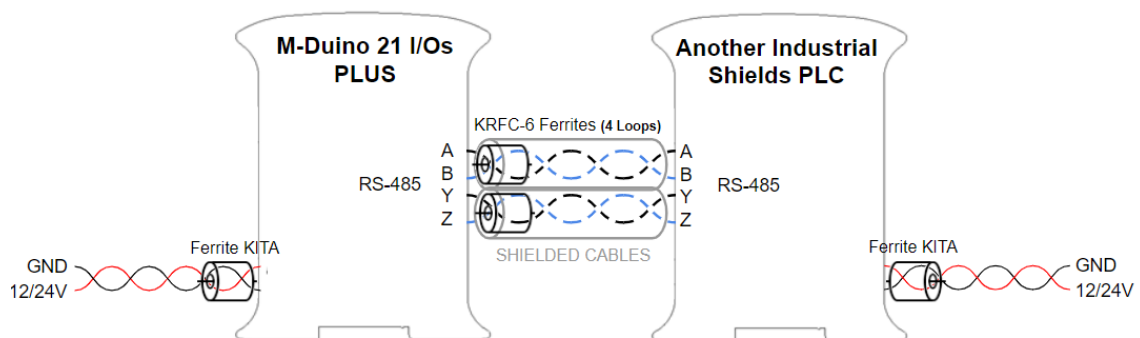 M-Duino 21 I/Os
PLUS
Another Industrial
Shields PLC
KRFC-6 Ferrites (4 Loops)
A
B
Y
Z
RS-485
A
B
Y
Z
RS-485
SHIELDED CABLES
Ferrite KITA
GND
12/24V
Ferrite KITA
GND
12/24V